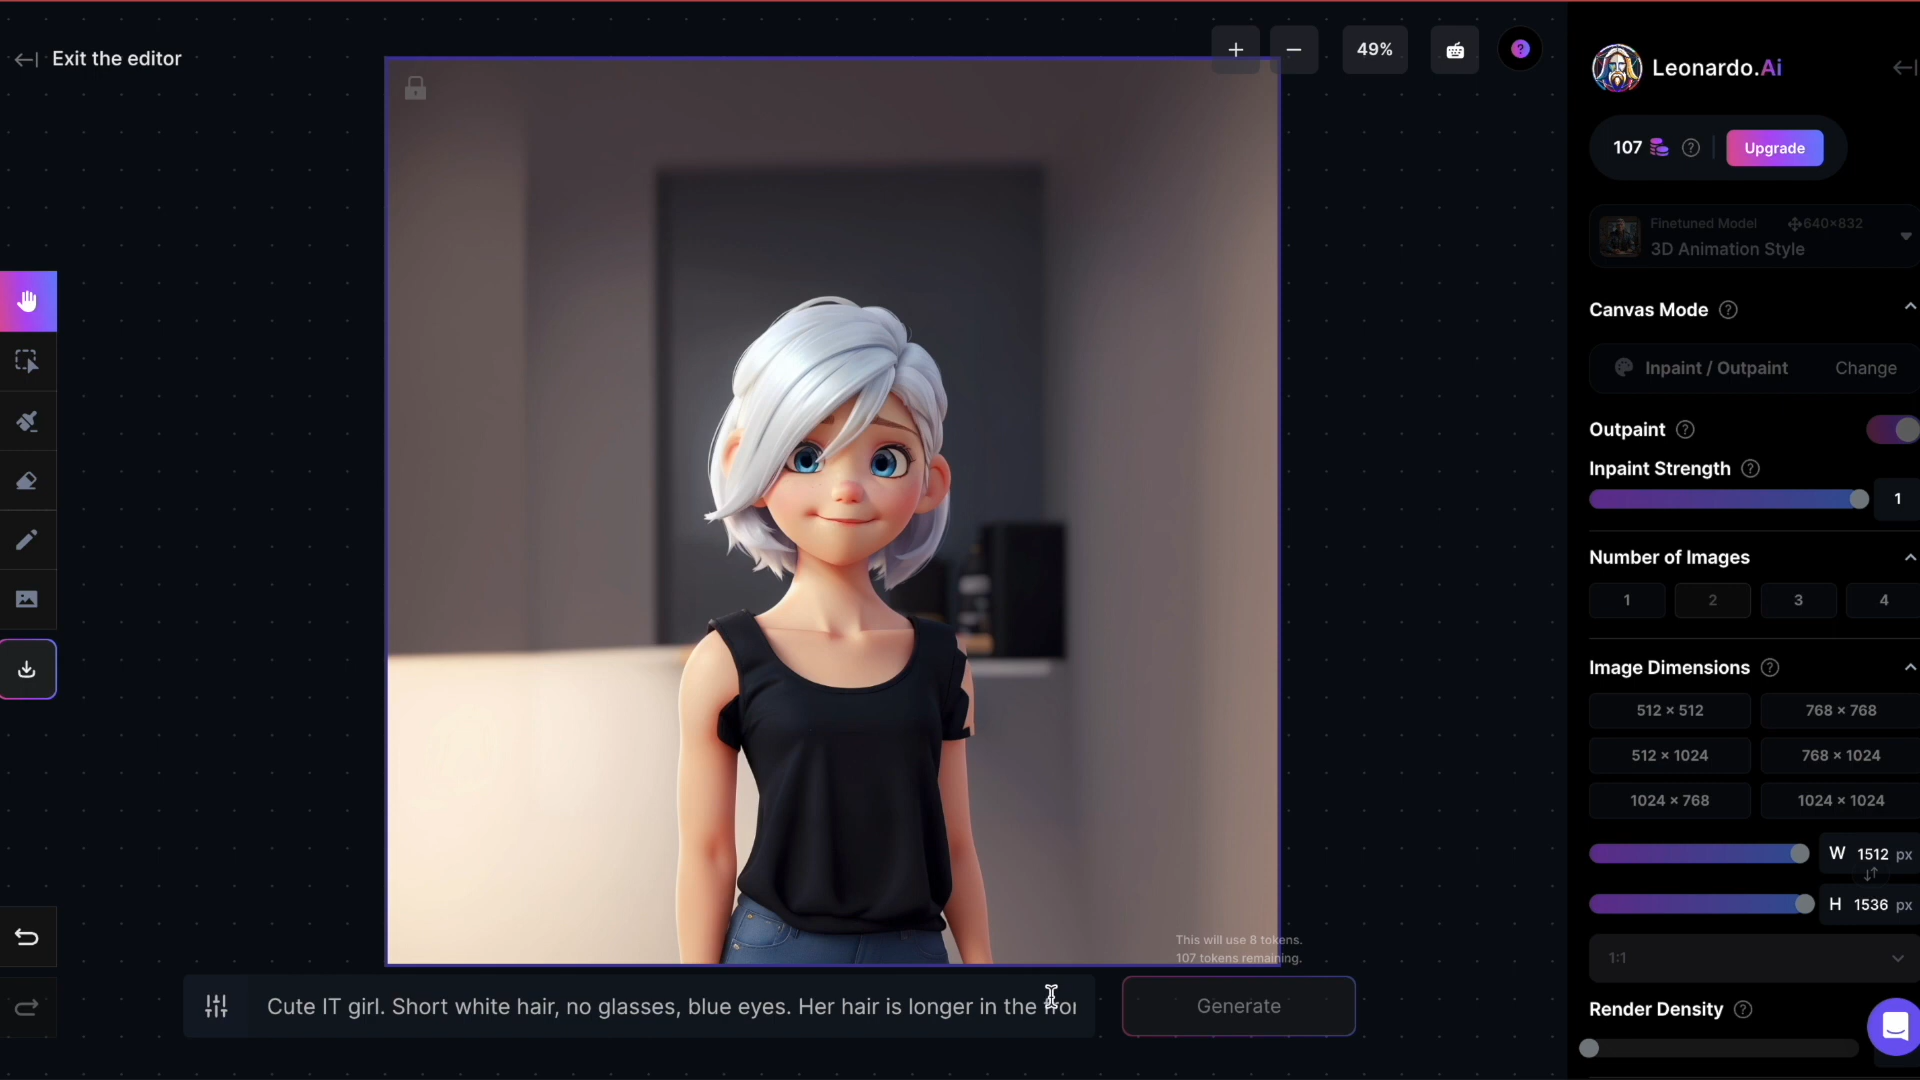 Exit the editor
49%
?
Leonardo.Ai
107 ? Upgrade
Finetuned Model 640×832
3D Animation Style
Canvas Mode ?
Inpaint / Outpaint Change
Outpaint ?
Inpaint Strength ?
1
Number of Images
1 2 3 4
Image Dimensions ?
512 × 512 768 × 768
512 × 1024 768 × 1024
1024 × 768 1024 × 1024
W 1512 px
H 1536 px
1:1
Render Density ?
This will use 8 tokens.
107 tokens remaining.
Cute IT girl. Short white hair, no glasses, blue eyes. Her hair is longer in the
Generate